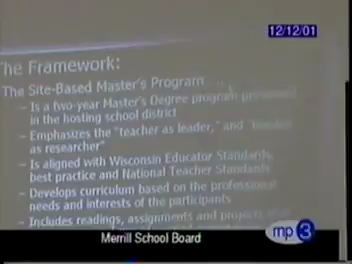 12/12/01
The Framework:
The Site-Based Master's Program
– Is a two-year Master's Degree program
in the hosting school district
– Emphasizes the "teacher as leader," and "teacher
as researcher"
– Is aligned with Wisconsin Educator Standards,
best practice and National Teacher Standards
– Develops curriculum based on the professional
needs and interests of the participants
– Includes readings, assignments and projects
Merrill School Board
mp3